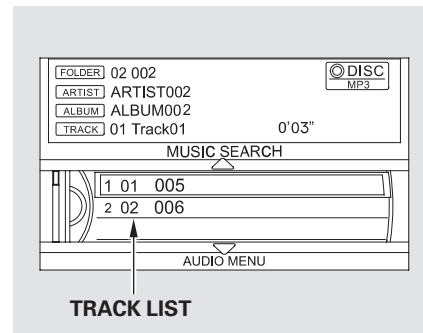 FOLDER 02 002 DISC
ARTIST ARTIST002 MP3
ALBUM ALBUM002
TRACK 01 Track01 0'03"
MUSIC SEARCH
1 01 005
2 02 006
AUDIO MENU
TRACK LIST